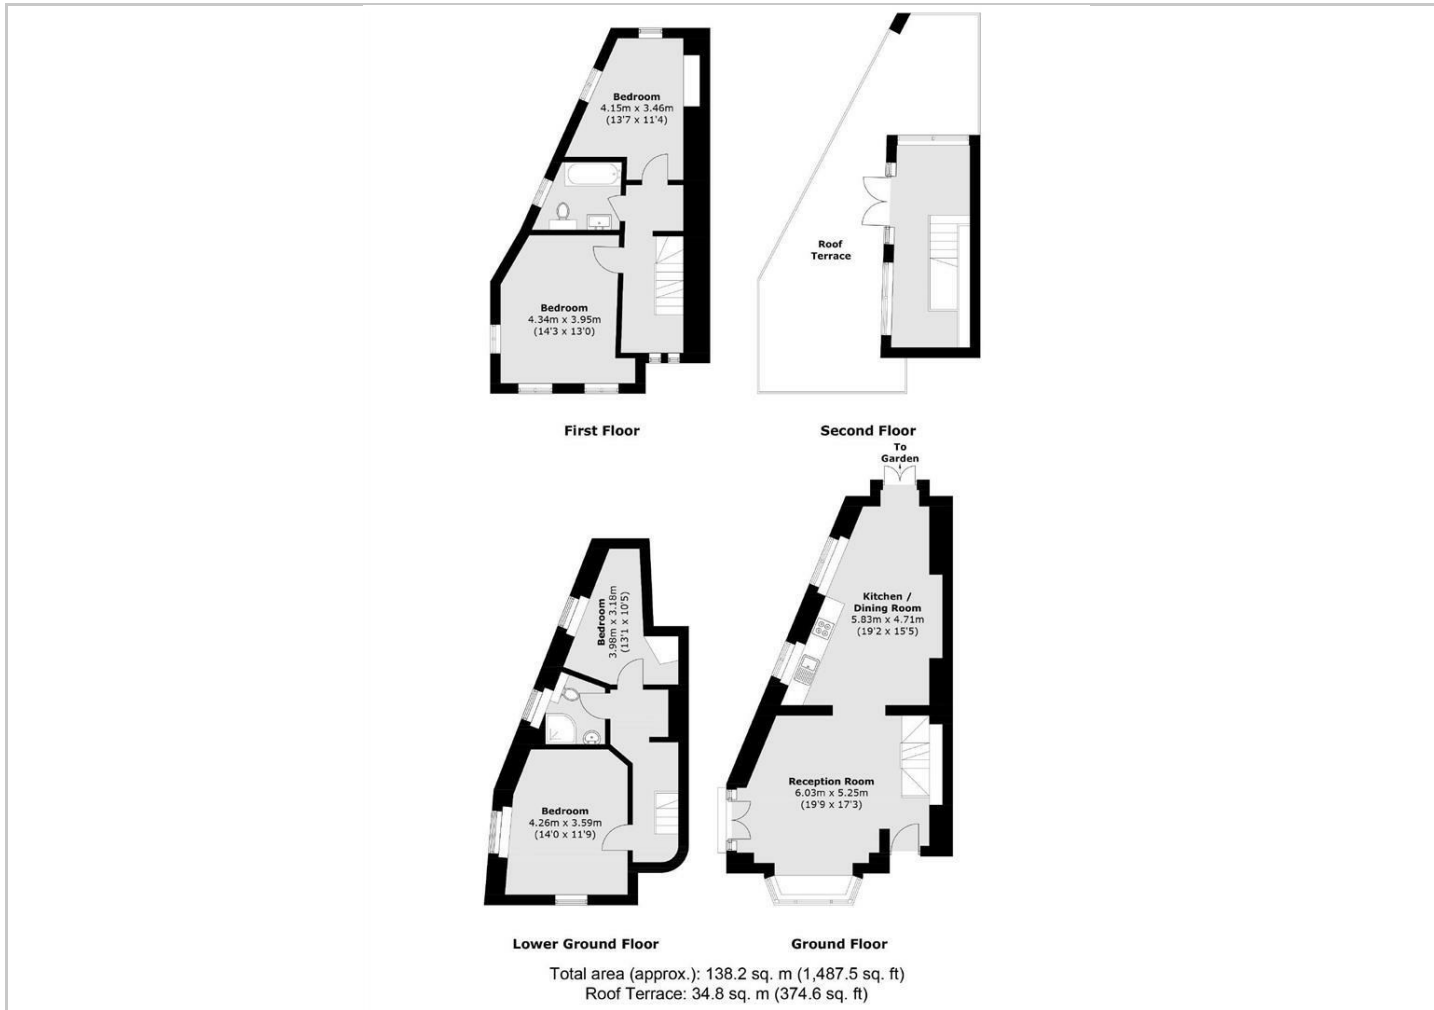 Bedroom
4.15m x 3.46m
(13'7 x 11'4)
Bedroom
4.34m x 3.95m
(14'3 x 13'0)
First Floor
Roof
Terrace
Second Floor
To
Garden
Bedroom
3.98m x 3.18m
(13'1 x 10'5)
Bedroom
4.26m x 3.59m
(14'0 x 11'9)
Lower Ground Floor
Kitchen /
Dining Room
5.83m x 4.71m
(19'2 x 15'5)
Reception Room
6.03m x 5.25m
(19'9 x 17'3)
Ground Floor
Total area (approx.): 138.2 sq. m (1,487.5 sq. ft)
Roof Terrace: 34.8 sq. m (374.6 sq. ft)